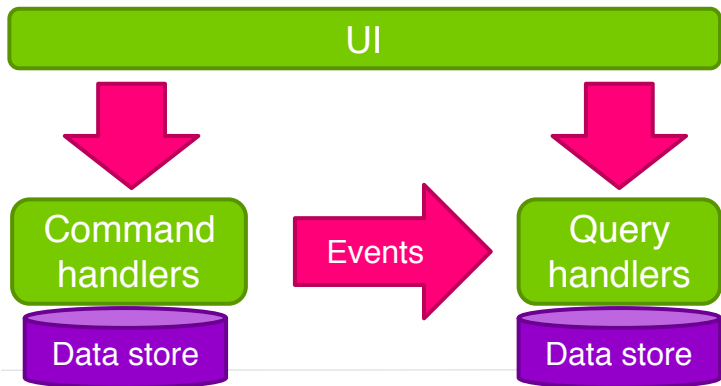 UI
Command
handlers
Events
Query
handlers
Data store
Data store